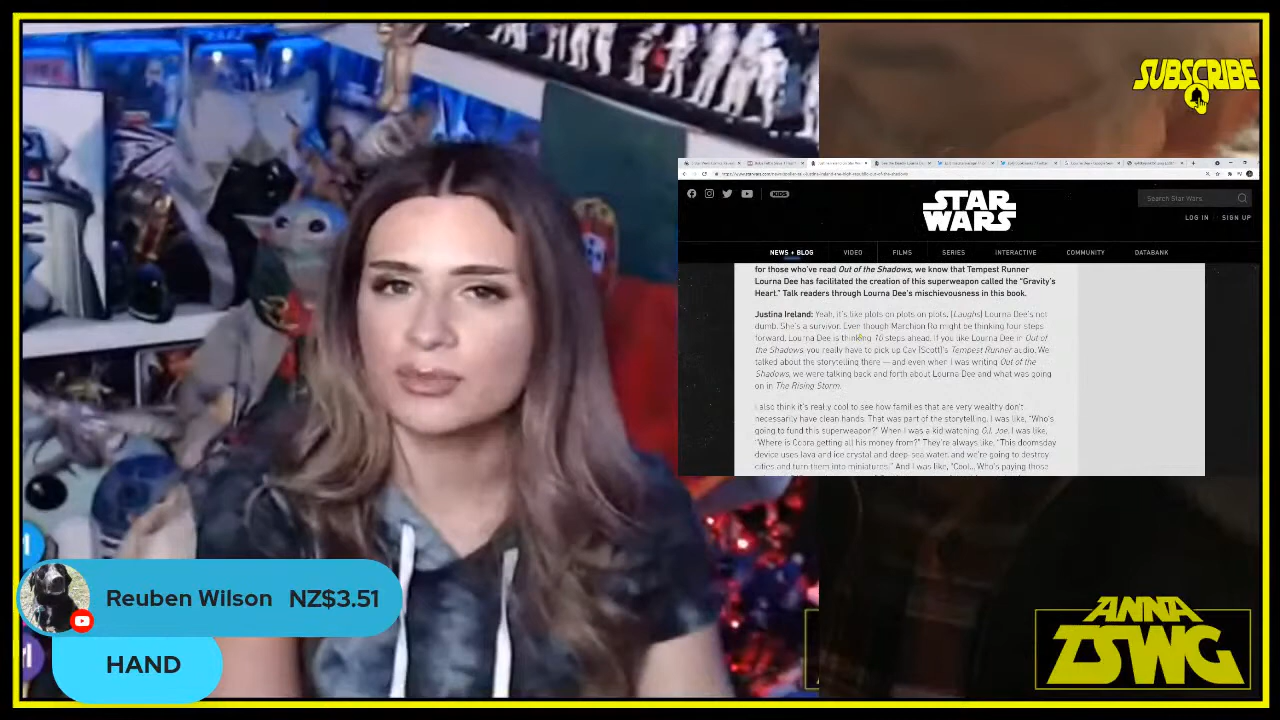 SUBSCRIBE
STAR
WARS
KIDS
Search Star Wars
LOG IN
SIGN UP
NEWS + BLOG
VIDEO
FILMS
SERIES
INTERACTIVE
COMMUNITY
DATABANK
for those who've read Out of the Shadows, we know that Tempest Runner
Lourna Dee has facilitated the creation of this superweapon called the "Gravity's
Heart." Talk readers through Lourna Dee's mischievousness in this book.
Justina Ireland: Yeah, it's like plots on plots on plots. [Laughs] Lourna Dee's not
dumb. She's a survivor. Even though Marchion Ro might be thinking four steps
forward, Lourna Dee is thinking 10 steps ahead. If you like Lourna Dee in Out of
the Shadows, you really have to pick up Cav [Scott]'s Tempest Runner audio. We
talked about the storytelling there — and even when I was writing Out of the
Shadows, we were talking back and forth about Lourna Dee and what was going
on in The Rising Storm.
I also think it's really cool to see how families that are very wealthy don't
necessarily have clean hands. That was part of the storytelling. I was like, "Who's
going to fund this superweapon?" When I was a kid watching G.I. Joe, I was like,
"Where is Cobra getting all his money from?" They're always like, "This doomsday
device uses lava and ice crystal and deep-sea water, and we're going to destroy
cities and turn them into miniatures." And I was like, "Cool... Who's paying those
Reuben Wilson NZ$3.51
HAND
ANNA
TSWG